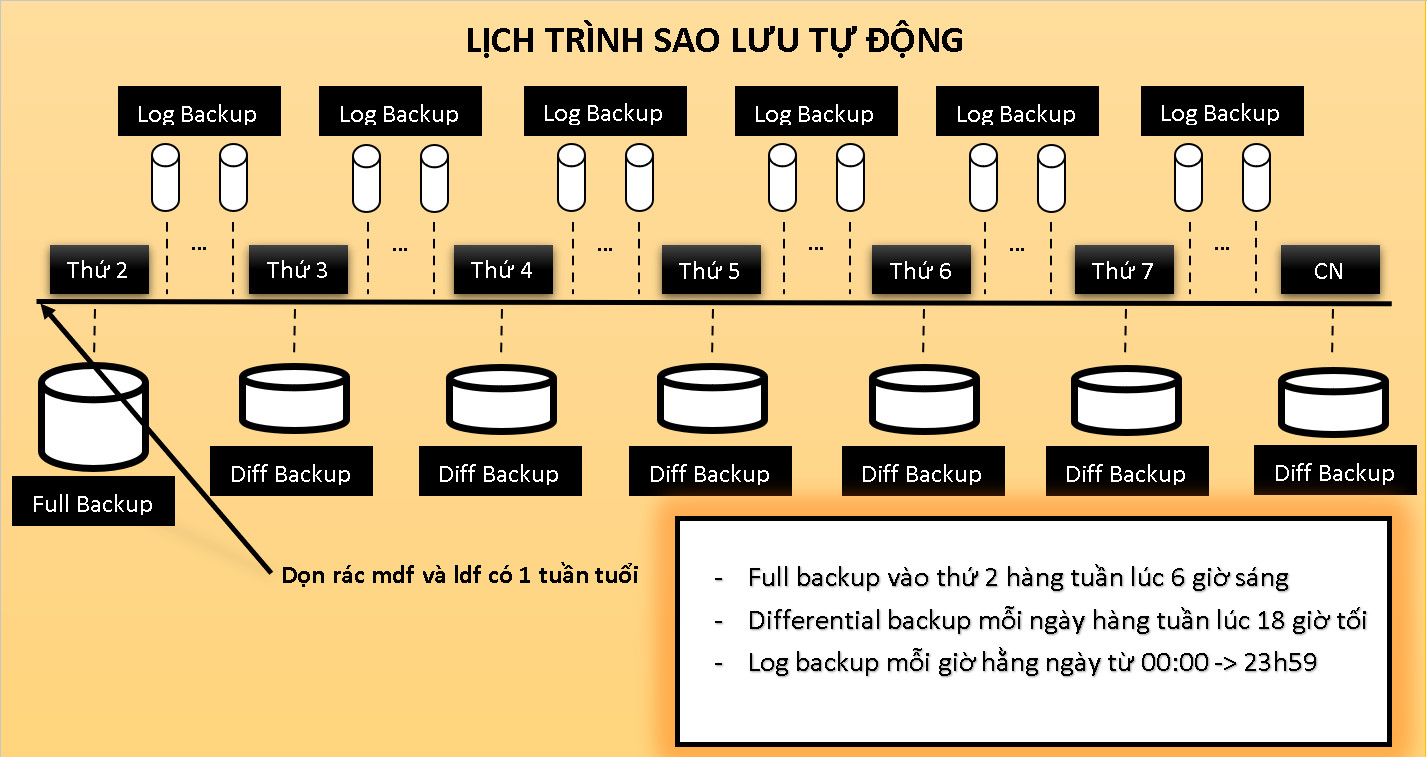 LỊCH TRÌNH SAO LƯU TỰ ĐỘNG
Log Backup
Log Backup
Log Backup
Log Backup
Log Backup
Log Backup
...
...
...
...
...
...
Thứ 2
Thứ 3
Thứ 4
Thứ 5
Thứ 6
Thứ 7
CN
Full Backup
Diff Backup
Diff Backup
Diff Backup
Diff Backup
Diff Backup
Diff Backup
Dọn rác mdf và ldf có 1 tuần tuổi
- Full backup vào thứ 2 hàng tuần lúc 6 giờ sáng
- Differential backup mỗi ngày hàng tuần lúc 18 giờ tối
- Log backup mỗi giờ hằng ngày từ 00:00 -> 23h59